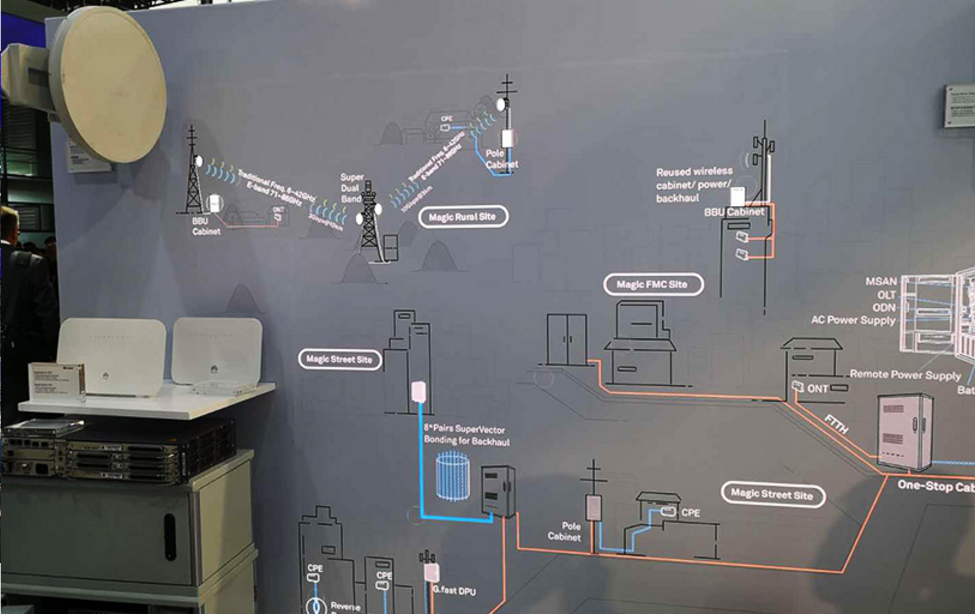 CPE
Pole
Cabinet
Traditional Freq. 6~42GHz
E-band 71~86GHz
Traditional Freq. 6~42GHz
E-band 71~86GHz
Super
Dual
Band
BBU
Cabinet
ONT
Magic Rural Site
Reused wireless
cabinet/ power/
backhaul
BBU Cabinet
Magic FMC Site
MSAN
OLT
ODN
AC Power Supply
Remote Power Supply
Bat
Magic Street Site
ONT
FTTH
8*Pairs SuperVector
Bonding for Backhaul
One-Stop Cab
Magic Street Site
CPE
Pole
Cabinet
CPE
CPE
G.fast DPU
Reverse